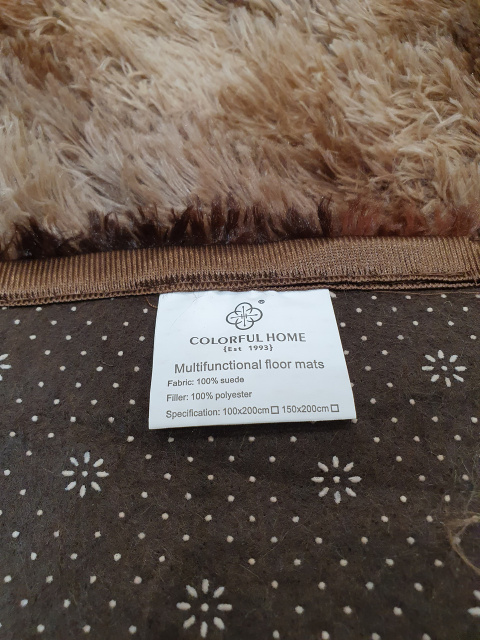 ®
COLORFUL HOME
{Est 1993}
Multifunctional floor mats
Fabric: 100% suede
Filler: 100% polyester
Specification: 100x200cm☐ 150x200cm☐